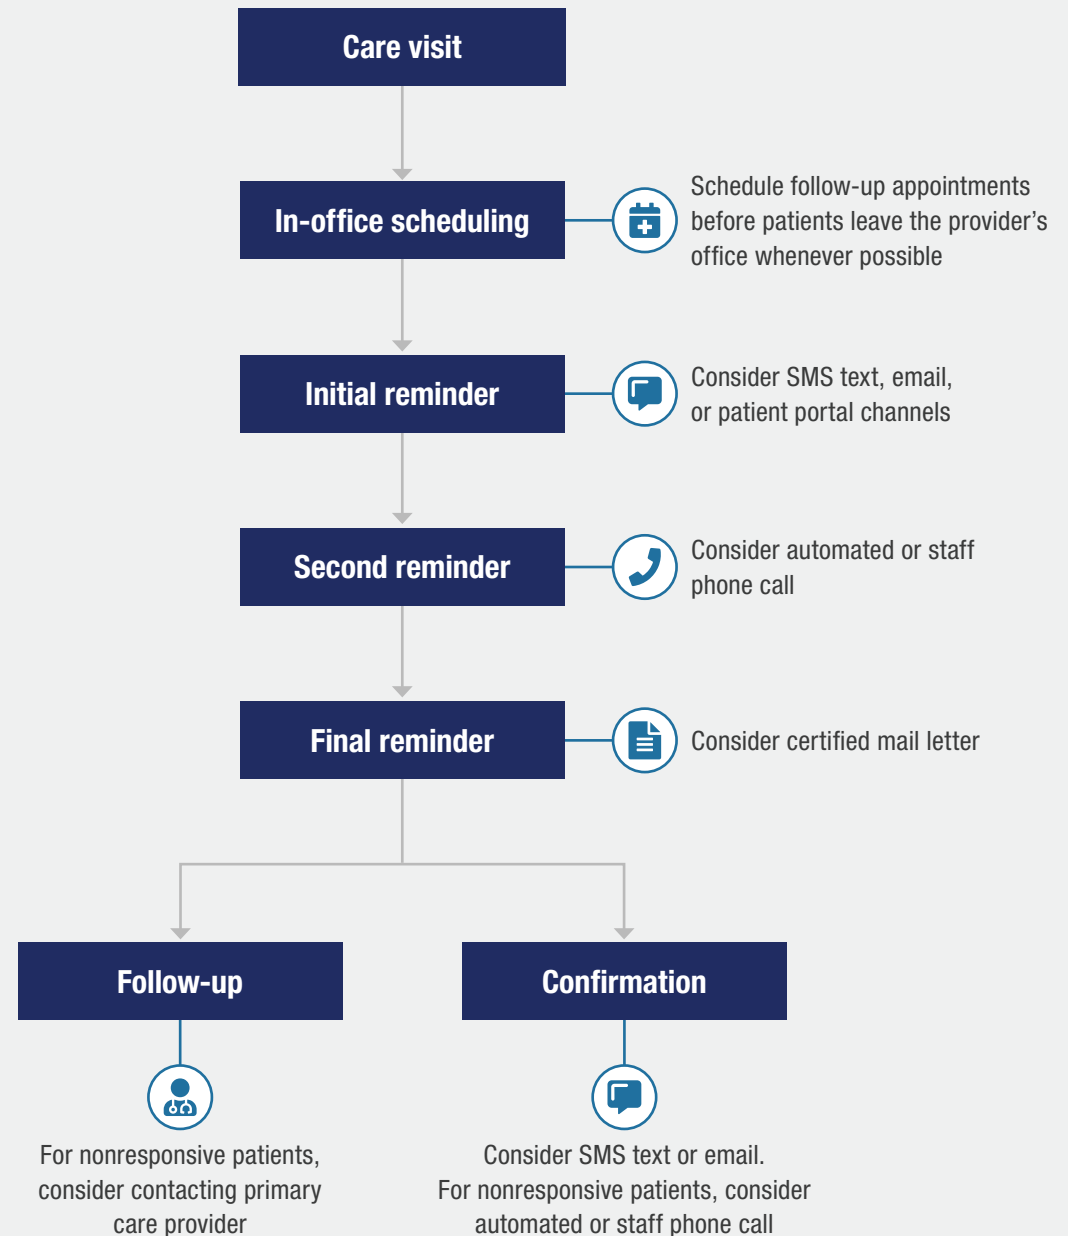 Care visit
In-office scheduling
Schedule follow-up appointments
before patients leave the provider’s
office whenever possible
Initial reminder
Consider SMS text, email,
or patient portal channels
Second reminder
Consider automated or staff
phone call
Final reminder
Consider certified mail letter
Follow-up
For nonresponsive patients,
consider contacting primary
care provider
Confirmation
Consider SMS text or email.
For nonresponsive patients, consider
automated or staff phone call